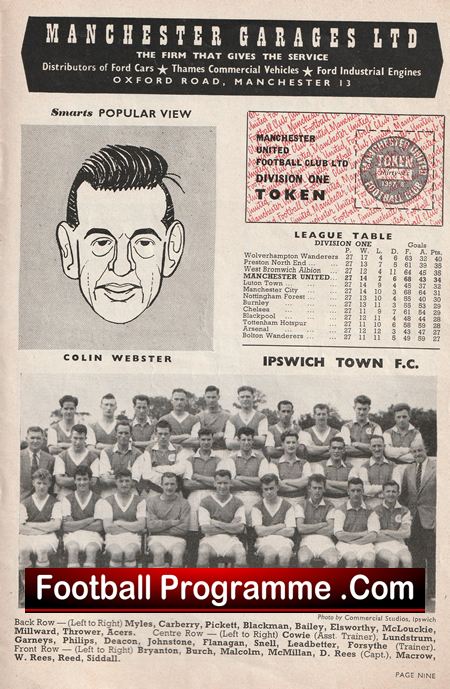 MANCHESTER GARAGES LTD
THE FIRM THAT GIVES THE SERVICE
Distributors of Ford Cars ★ Thames Commercial Vehicles ★ Ford Industrial Engines
OXFORD ROAD, MANCHESTER 13
Smarts POPULAR VIEW
COLIN WEBSTER
MANCHESTER
UNITED
FOOTBALL CLUB LTD
DIVISION ONE
TOKEN
MANCHESTER UNITED
TOKEN
FOOTBALL CLUB
LEAGUE TABLE
DIVISION ONE Goals
P. W. L. D. F. A. Pts.
Wolverhampton Wanderers 27 17 4 6 63 32 40
Preston North End ... 27 13 7 61 39
West Bromwich Albion 27 12 4 11 64 45
MANCHESTER UNITED... 27 14 7 6 68 43 34
Luton Town ... 27 14 9 4 45 37 32
Manchester City ... 27 14 10 3 68 64 31
Nottingham Forest ... 27 13 10 4 55 40 30
Burnley ... 27 13 11 3 53 29
Chelsea ... 27 11 9 7 61 54 29
Blackpool ... 27 12 11 4 48 44 28
Tottenham Hotspur 27 11 10 6 59 28
Arsenal ... 27 12 12 3 43 47 27
Bolton Wanderers ... 27 11 11 5 49 27
IPSWICH TOWN F.C.
Football Programme .Com
Photo by Commercial Studios, Ipswich
Back Row — (Left to Right) Myles, Carberry, Pickett, Blackman, Bailey, Elsworthy, McLouckie,
Millward, Thrower, Acers. Centre Row — (Left to Right) Cowie (Asst. Trainer). Lundstrum,
Garneys, Philips, Deacon, Johnstone, Flanagan, Snell, Leadbetter, Forsythe (Trainer).
Front Row — (Left to Right) Bryanton, Burch, Malcolm, McMillan, D. Rees (Capt.), Macrow,
W. Rees, Reed, Siddall.
PAGE NINE